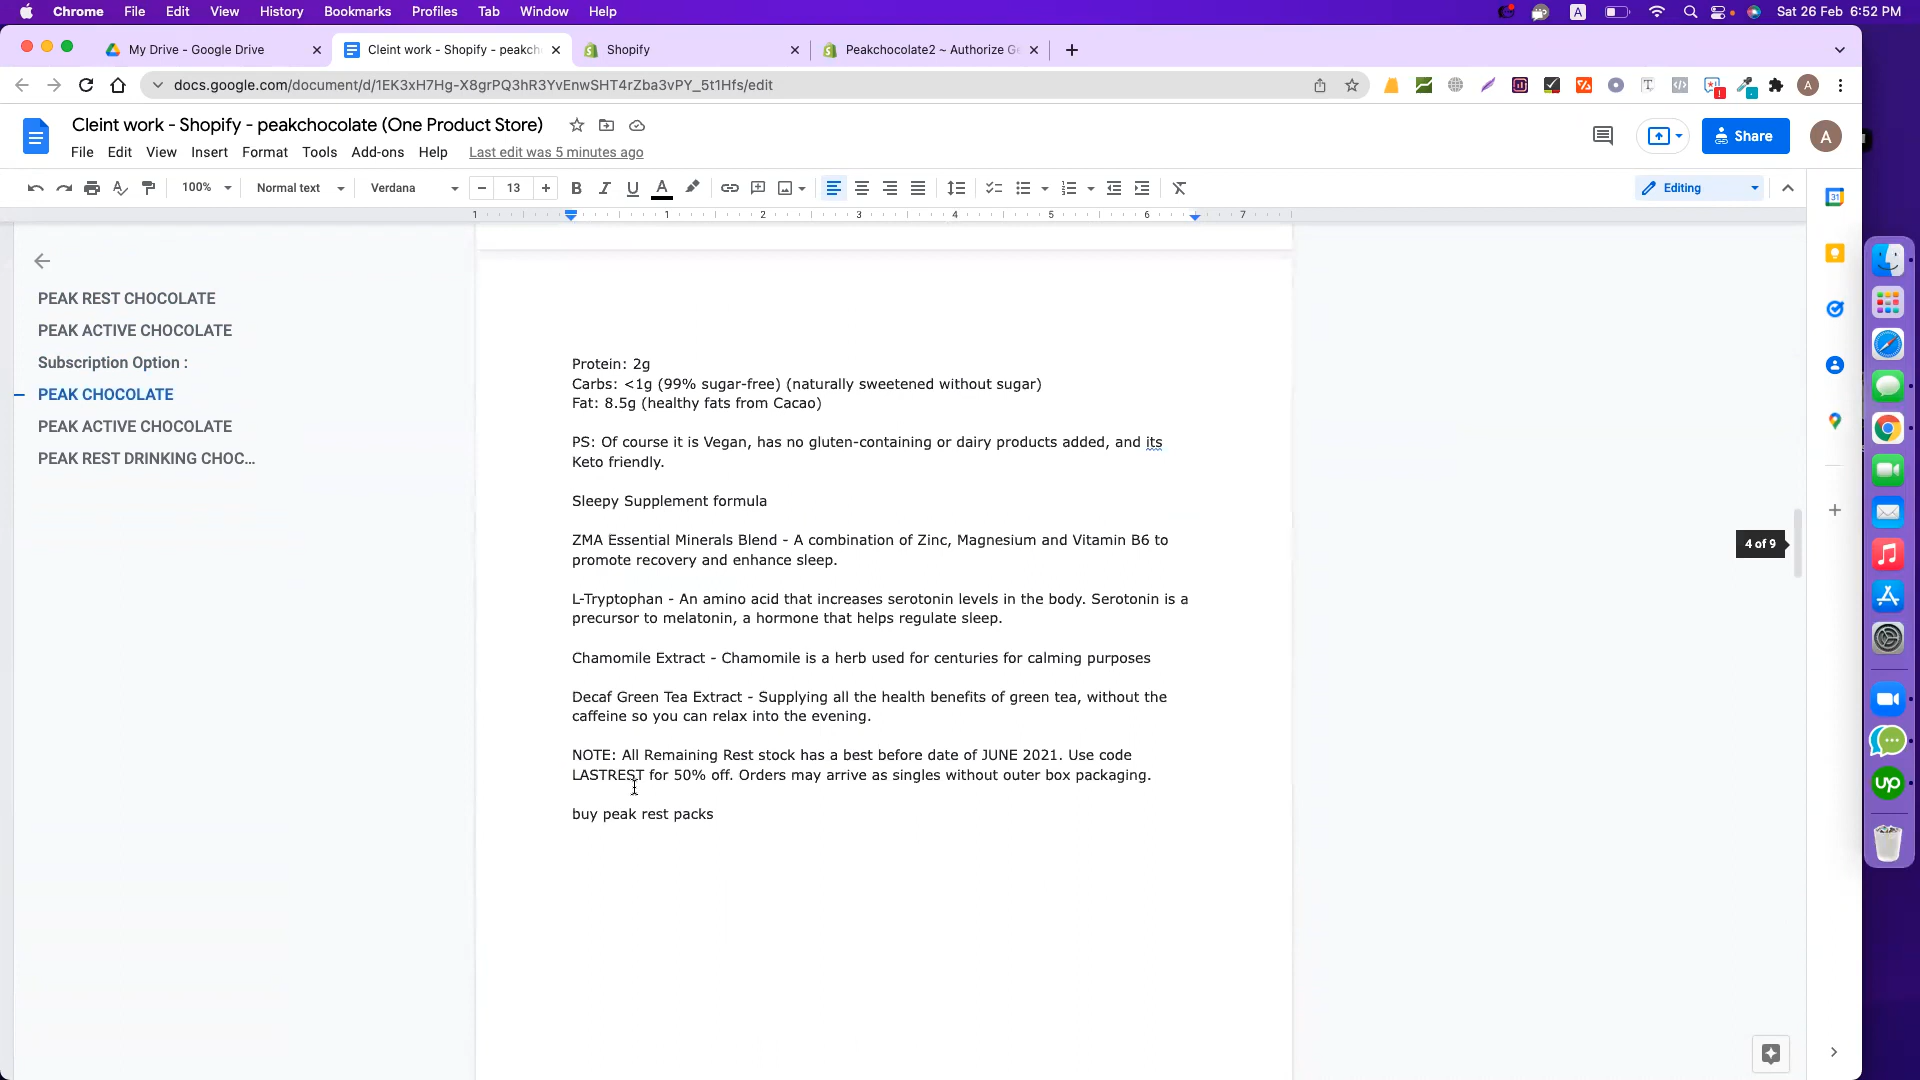 Chrome File Edit View History Bookmarks Profiles Tab Window Help A Sat 26 Feb 6:52 PM
My Drive - Google Drive Cleint work - Shopify - peakch Shopify Peakchocolate2 ~ Authorize G
docs.google.com/document/d/1EK3xH7Hg-X8grPQ3hR3YvEnwSHT4rZba3vPY_5t1Hfs/edit A
Cleint work - Shopify - peakchocolate (One Product Store) Share A
File Edit View Insert Format Tools Add-ons Help Last edit was 5 minutes ago
100% Normal text Verdana 13 B I U A Editing
1 1 2 3 4 5 6 7
PEAK REST CHOCOLATE
PEAK ACTIVE CHOCOLATE
Subscription Option :
PEAK CHOCOLATE
PEAK ACTIVE CHOCOLATE
PEAK REST DRINKING CHOC...
Protein: 2g
Carbs: <1g (99% sugar-free) (naturally sweetened without sugar)
Fat: 8.5g (healthy fats from Cacao)
PS: Of course it is Vegan, has no gluten-containing or dairy products added, and its
Keto friendly.
Sleepy Supplement formula
ZMA Essential Minerals Blend - A combination of Zinc, Magnesium and Vitamin B6 to
promote recovery and enhance sleep.
L-Tryptophan - An amino acid that increases serotonin levels in the body. Serotonin is a
precursor to melatonin, a hormone that helps regulate sleep.
Chamomile Extract - Chamomile is a herb used for centuries for calming purposes
Decaf Green Tea Extract - Supplying all the health benefits of green tea, without the
caffeine so you can relax into the evening.
NOTE: All Remaining Rest stock has a best before date of JUNE 2021. Use code
LASTREST for 50% off. Orders may arrive as singles without outer box packaging.
buy peak rest packs
4 of 9
31
up